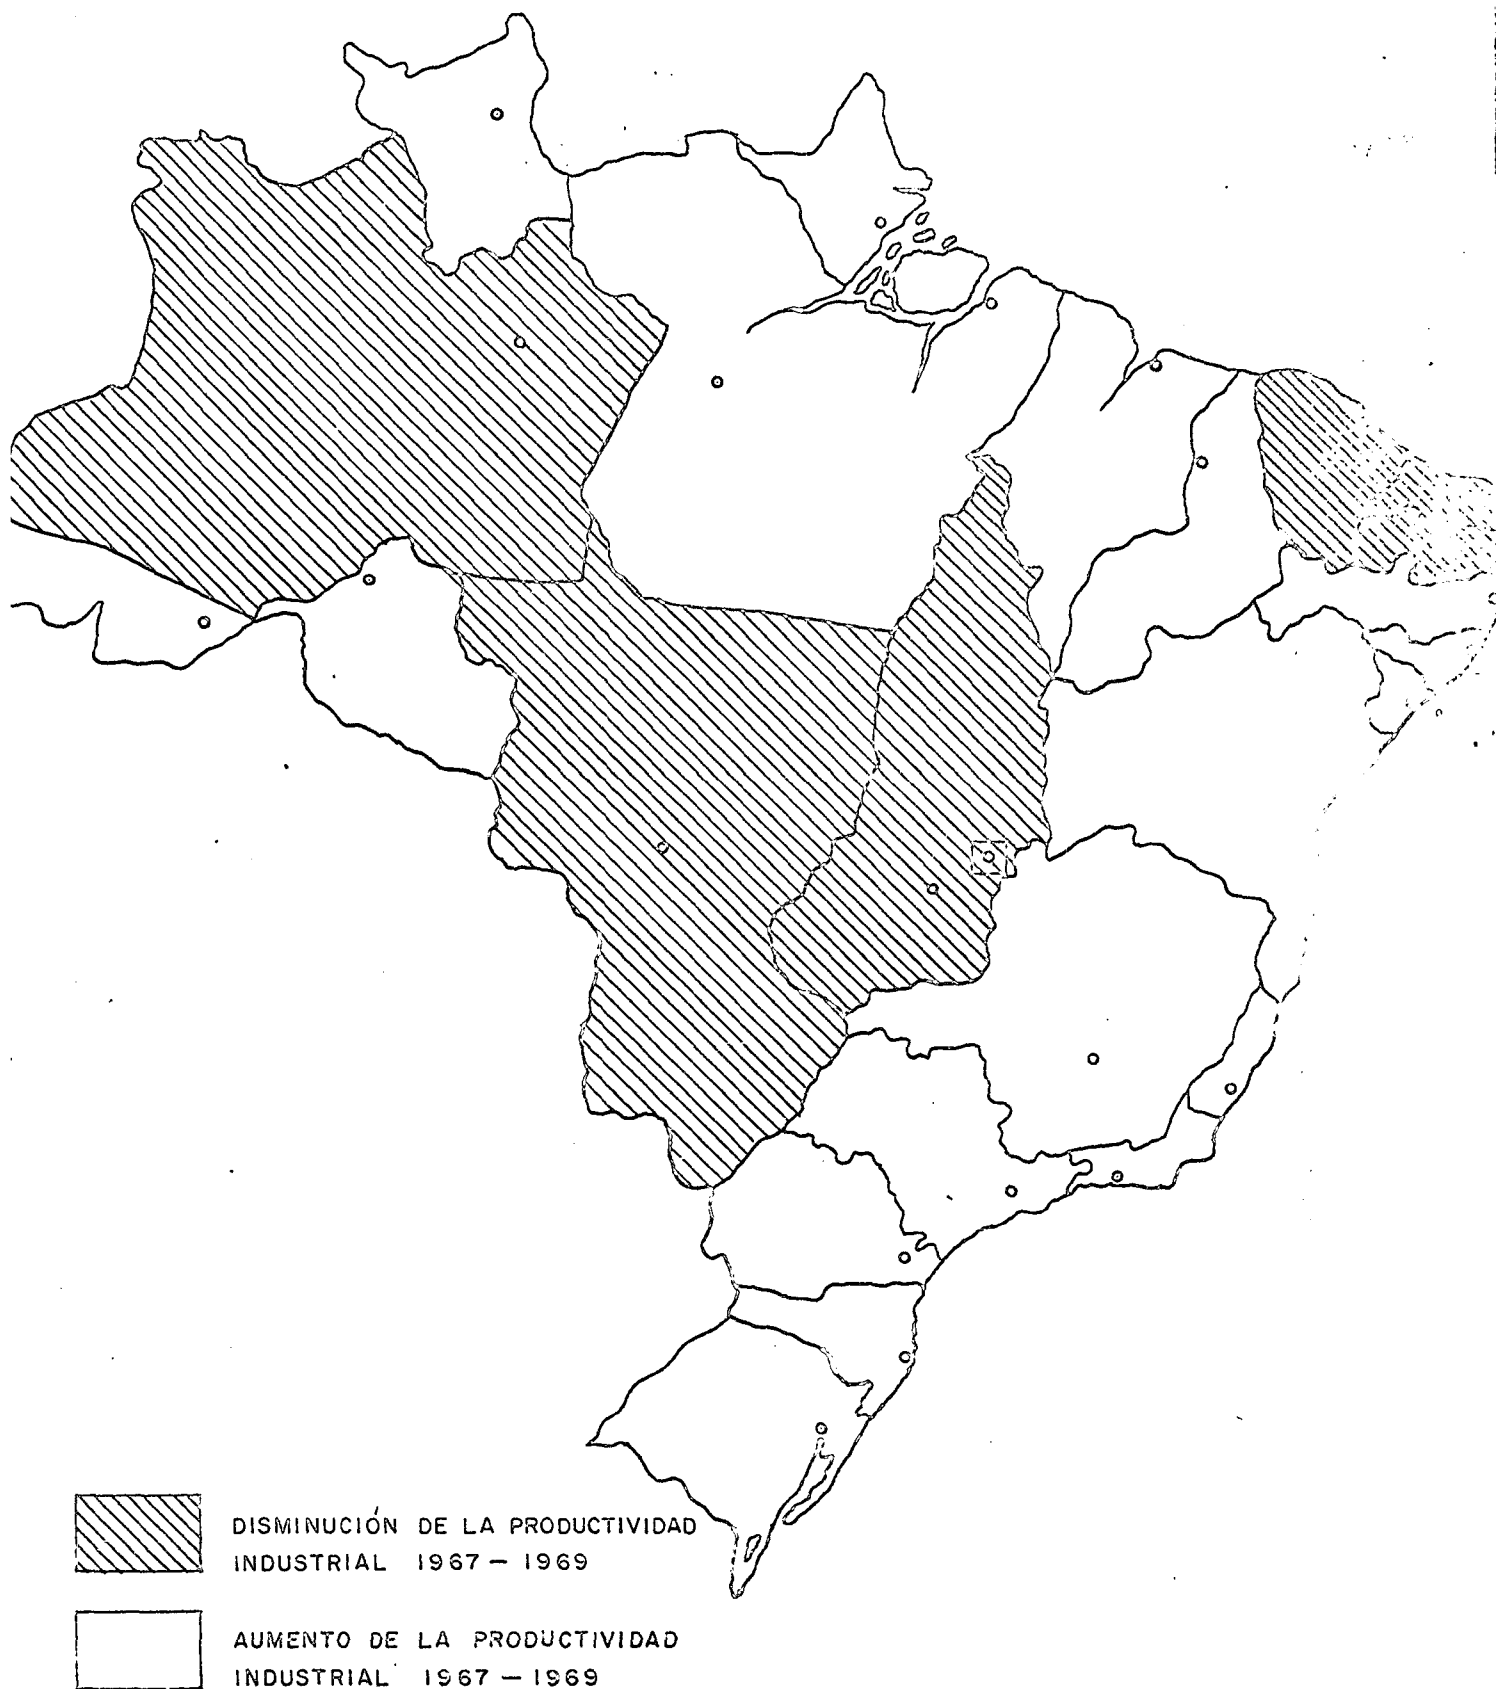 DISMINUCIÓN DE LA PRODUCTIVIDAD
INDUSTRIAL 1967 – 1969
AUMENTO DE LA PRODUCTIVIDAD
INDUSTRIAL 1967 – 1969